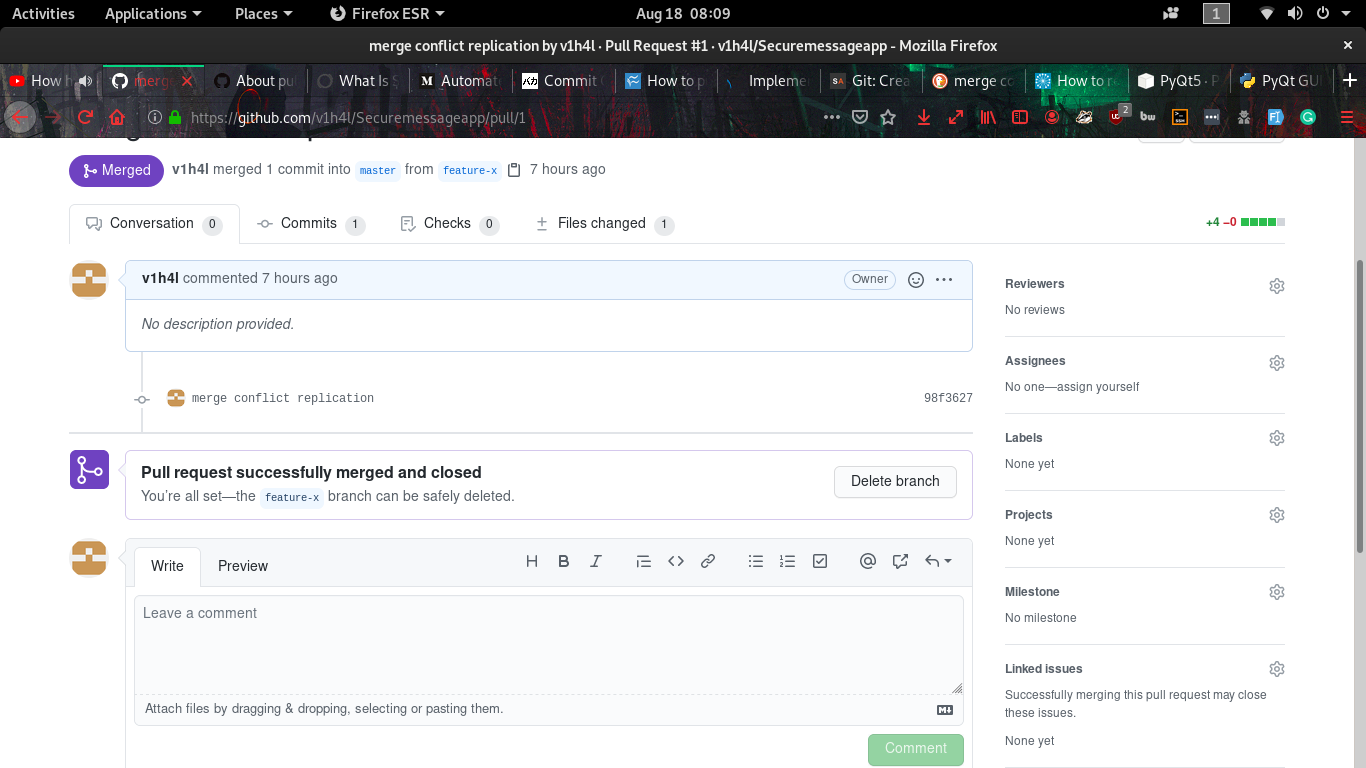 Activities Applications Places Firefox ESR Aug 18 08:09 1
merge conflict replication by v1h4l · Pull Request #1 · v1h4l/Securemessageapp - Mozilla Firefox
How merg About pu What Is S Automat Commit How to p Impleme Git: Crea merge co How to re PyQt5 · P PyQt GU
https://github.com/v1h4l/Securemessageapp/pull/1 2
Merged v1h4l merged 1 commit into master from feature-x 7 hours ago
Conversation 0 Commits 1 Checks 0 Files changed 1 +4 −0
v1h4l commented 7 hours ago Owner
No description provided.
merge conflict replication 98f3627
Pull request successfully merged and closed
You're all set—the feature-x branch can be safely deleted.
Delete branch
Write Preview
Leave a comment
Attach files by dragging & dropping, selecting or pasting them.
Comment
Reviewers
No reviews
Assignees
No one—assign yourself
Labels
None yet
Projects
None yet
Milestone
No milestone
Linked issues
Successfully merging this pull request may close
these issues.
None yet